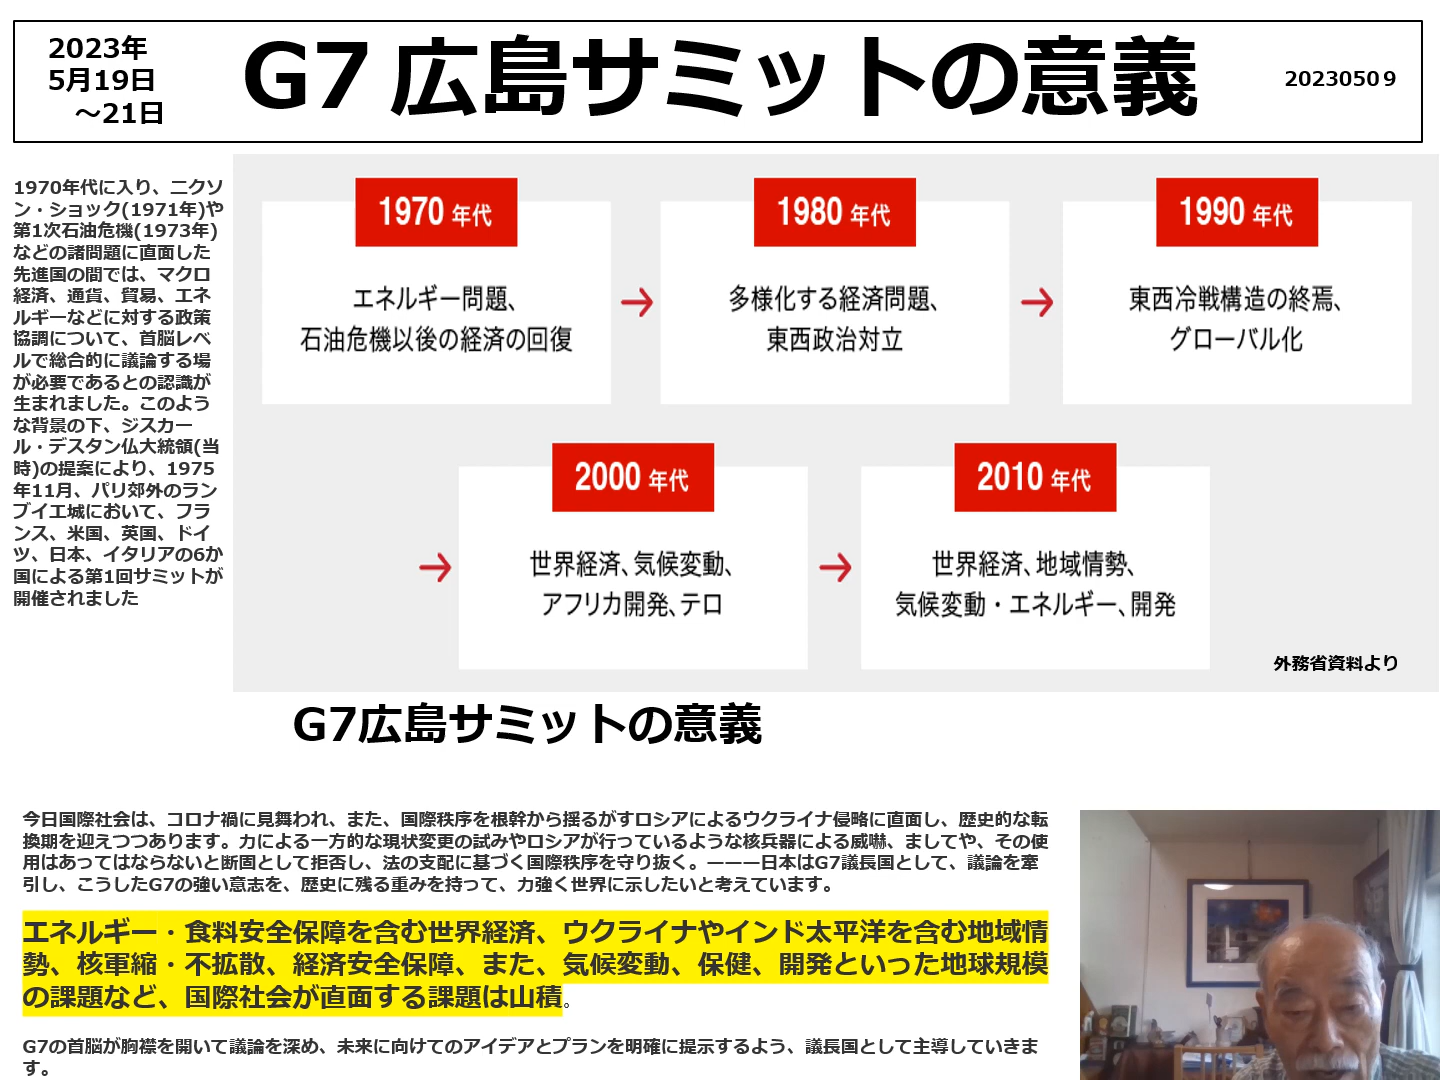 2023年
5月19日
～21日
G7広島サミットの意義
2023050９
1970年代に入り、ニクソ
ン・ショック(1971年)や
第1次石油危機(1973年)
などの諸問題に直面した
先進国の間では、マクロ
経済、通貨、貿易、エネ
ルギーなどに対する政策
協調について、首脳レベ
ルで総合的に議論する場
が必要であるとの認識が
生まれました。このよう
な背景の下、ジスカー
ル・デスタン仏大統領(当
時)の提案により、1975
年11月、パリ郊外のラン
ブイエ城において、フラ
ンス、米国、英国、ドイ
ツ、日本、イタリアの6か
国による第1回サミットが
開催されました
1970 年代
エネルギー問題、
石油危機以後の経済の回復
1980 年代
多様化する経済問題、
東西政治対立
1990 年代
東西冷戦構造の終焉、
グローバル化
2000 年代
世界経済、気候変動、
アフリカ開発、テロ
2010 年代
世界経済、地域情勢、
気候変動・エネルギー、開発
外務省資料より
G7広島サミットの意義
今日国際社会は、コロナ禍に見舞われ、また、国際秩序を根幹から揺るがすロシアによるウクライナ侵略に直面し、歴史的な転
換期を迎えつつあります。力による一方的な現状変更の試みやロシアが行っているような核兵器による威嚇、ましてや、その使
用はあってはならないと断固として拒否し、法の支配に基づく国際秩序を守り抜く。ーーー日本はG7議長国として、議論を牽
引し、こうしたG7の強い意志を、歴史に残る重みを持って、力強く世界に示したいと考えています。
エネルギー・食料安全保障を含む世界経済、ウクライナやインド太平洋を含む地域情
勢、核軍縮・不拡散、経済安全保障、また、気候変動、保健、開発といった地球規模
の課題など、国際社会が直面する課題は山積。
G7の首脳が胸襟を開いて議論を深め、未来に向けてのアイデアとプランを明確に提示するよう、議長国として主導していきま
す。